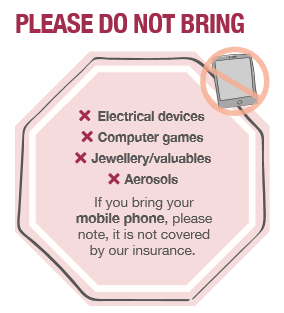 PLEASE DO NOT BRING
✗ Electrical devices
✗ Computer games
✗ Jewellery/valuables
✗ Aerosols
If you bring your
mobile phone, please
note, it is not covered
by our insurance.